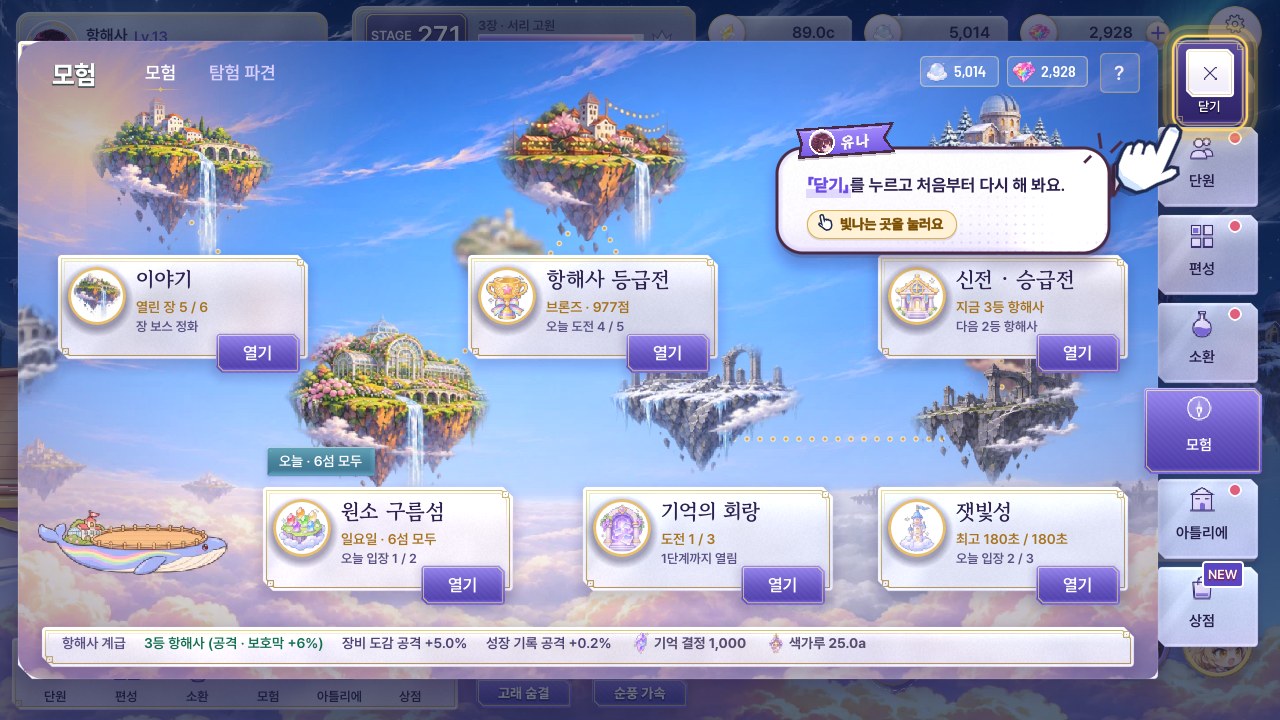 항해사 Lv.13
STAGE 271
3장 · 서리 고원
89.0c
5,014
2,928
모험
모험
탐험 파견
5,014
2,928
?
닫기
유나
「닫기」를 누르고 처음부터 다시 해 봐요.
빛나는 곳을 눌러요
단원
편성
소환
모험
아틀리에
NEW
상점
이야기
열린 장 5 / 6
장 보스 정화
열기
항해사 등급전
브론즈 · 977점
오늘 도전 4 / 5
열기
신전 · 승급전
지금 3등 항해사
다음 2등 항해사
열기
오늘 · 6섬 모두
원소 구름섬
일요일 · 6섬 모두
오늘 입장 1 / 2
열기
기억의 회랑
도전 1 / 3
1단계까지 열림
열기
잿빛성
최고 180초 / 180초
오늘 입장 2 / 3
열기
항해사 계급 3등 항해사 (공격 · 보호막 +6%) 장비 도감 공격 +5.0% 성장 기록 공격 +0.2% 기억 결정 1,000 색가루 25.0a
단원 편성 소환 모험 아틀리에 상점
고래 숨결
순풍 가속